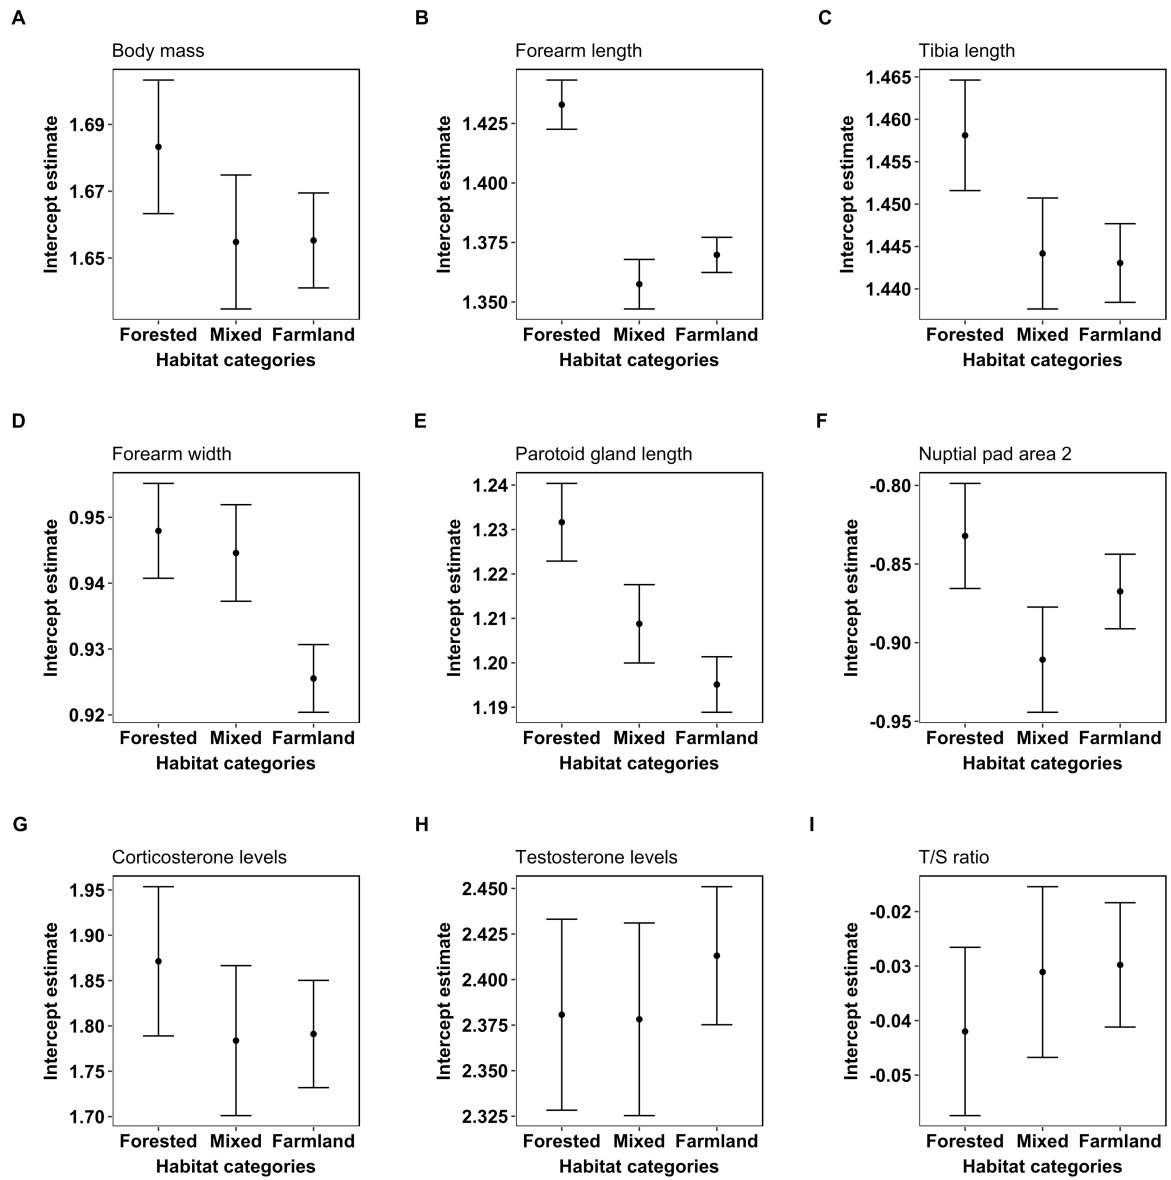 A
B
C
Body mass
Forearm length
Tibia length
Intercept estimate
1.69
1.67
1.65
Forested Mixed Farmland
Habitat categories
Intercept estimate
1.425
1.400
1.375
1.350
Forested Mixed Farmland
Habitat categories
Intercept estimate
1.465
1.460
1.455
1.450
1.445
1.440
Forested Mixed Farmland
Habitat categories
D
E
F
Forearm width
Parotoid gland length
Nuptial pad area 2
Intercept estimate
0.95
0.94
0.93
0.92
Forested Mixed Farmland
Habitat categories
Intercept estimate
1.24
1.23
1.22
1.21
1.20
1.19
Forested Mixed Farmland
Habitat categories
Intercept estimate
-0.80
-0.85
-0.90
-0.95
Forested Mixed Farmland
Habitat categories
G
H
I
Corticosterone levels
Testosterone levels
T/S ratio
Intercept estimate
1.95
1.90
1.85
1.80
1.75
1.70
Forested Mixed Farmland
Habitat categories
Intercept estimate
2.450
2.425
2.400
2.375
2.350
2.325
Forested Mixed Farmland
Habitat categories
Intercept estimate
-0.02
-0.03
-0.04
-0.05
Forested Mixed Farmland
Habitat categories